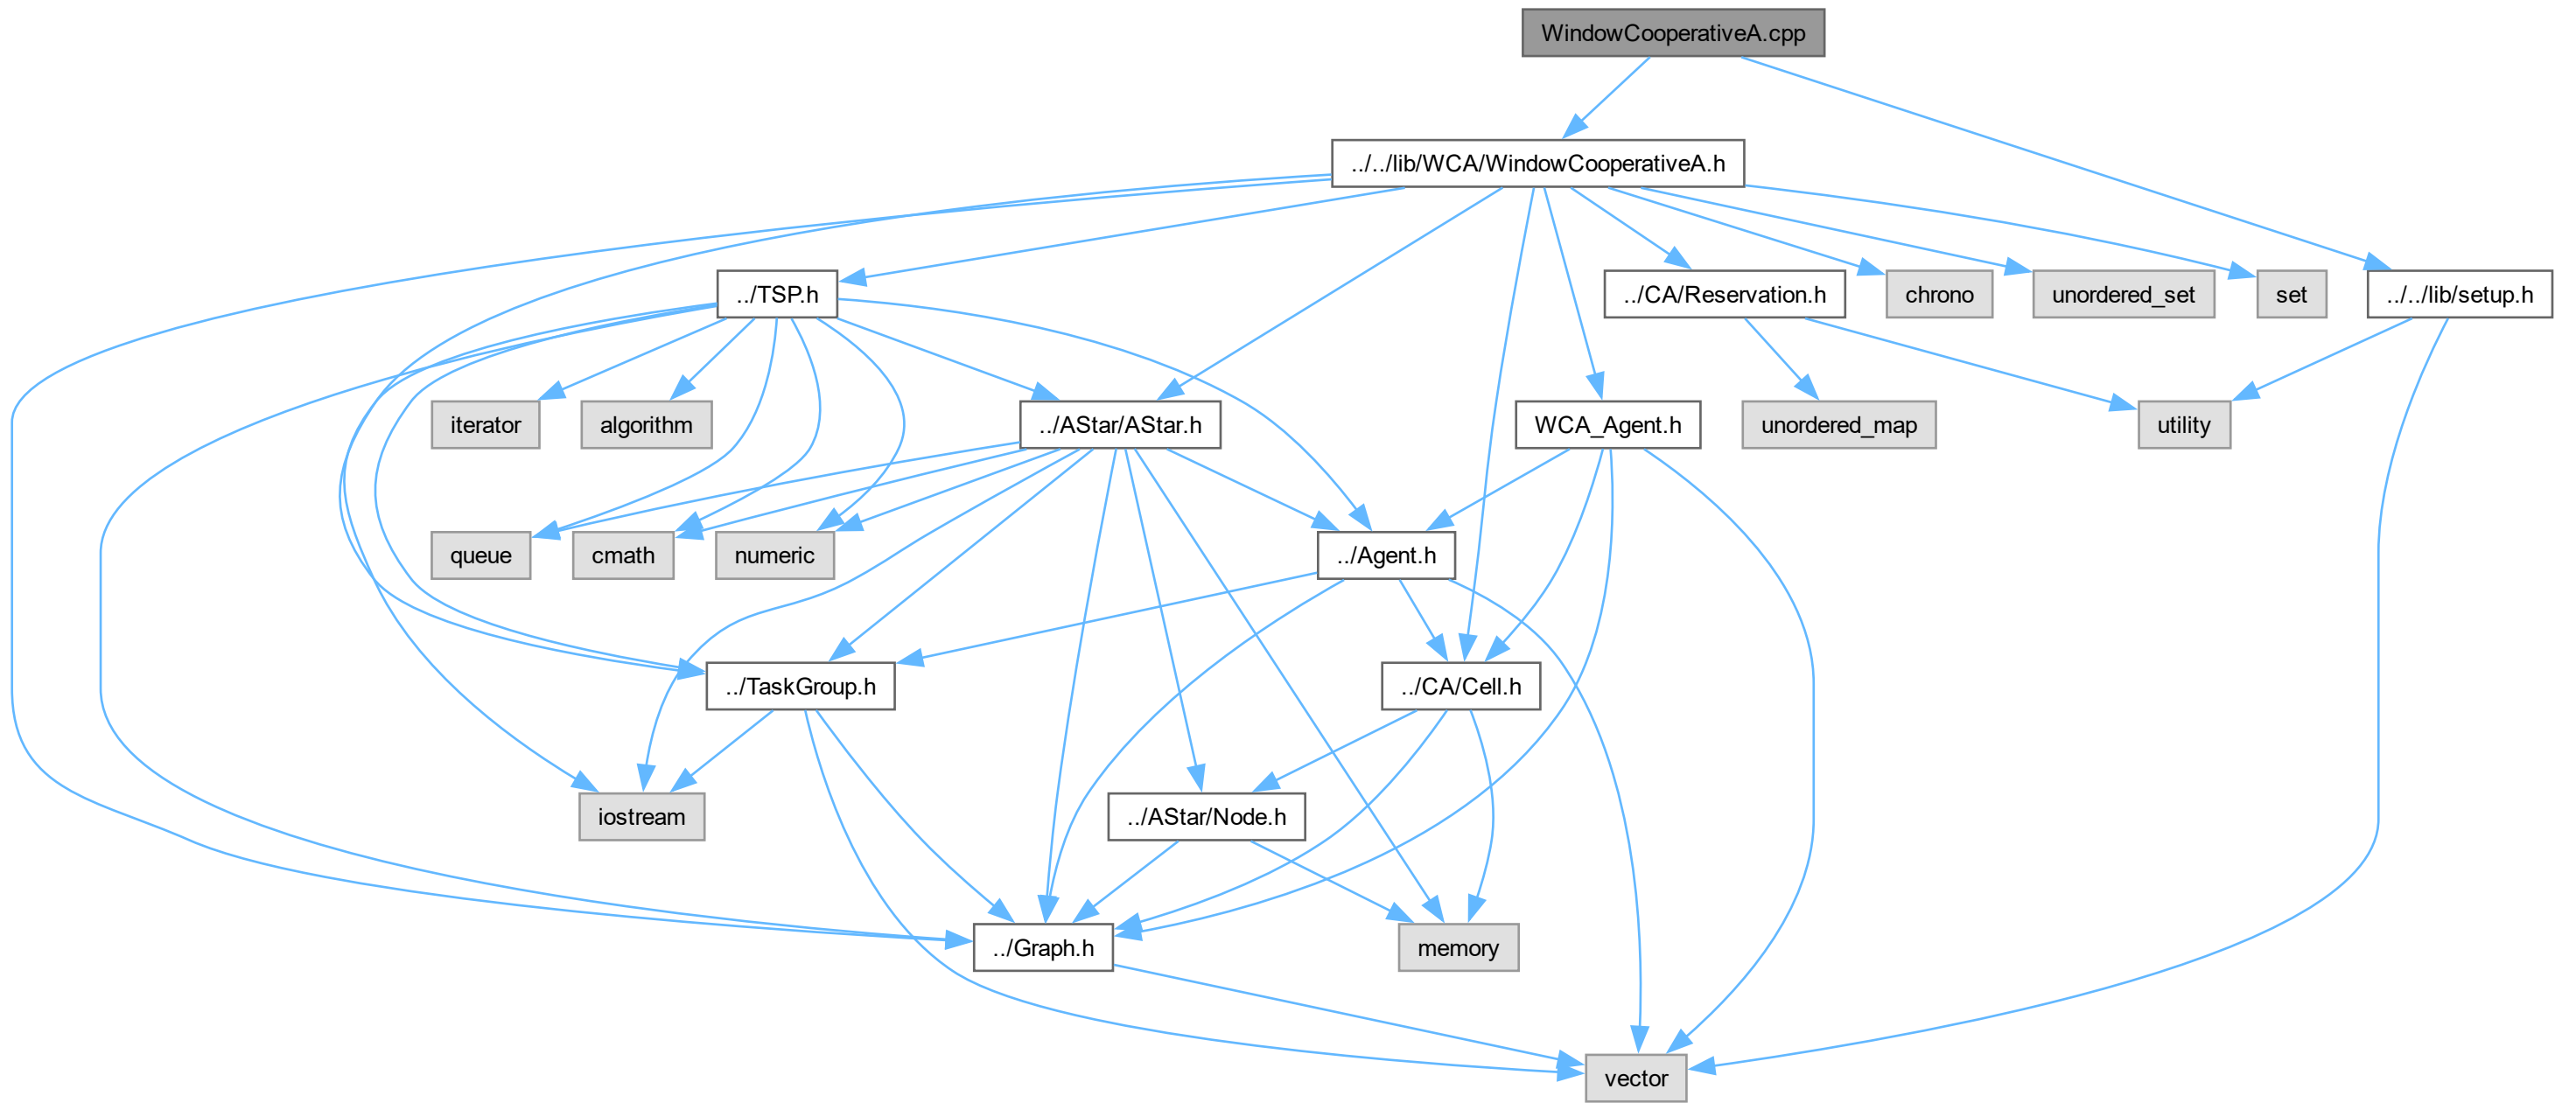 WindowCooperativeA.cpp
../../lib/WCA/WindowCooperativeA.h
../TSP.h
../CA/Reservation.h
chrono
unordered_set
set
../../lib/setup.h
iterator
algorithm
../AStar/AStar.h
WCA_Agent.h
unordered_map
utility
queue
cmath
numeric
../Agent.h
../TaskGroup.h
../CA/Cell.h
iostream
../AStar/Node.h
../Graph.h
memory
vector